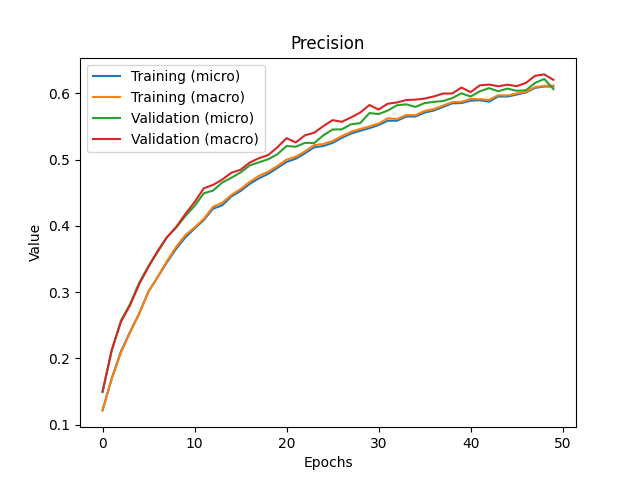 Precision
Training (micro)
Training (macro)
Validation (micro)
Validation (macro)
Value
0.6
0.5
0.4
0.3
0.2
0.1
0 10 20 30 40 50
Epochs